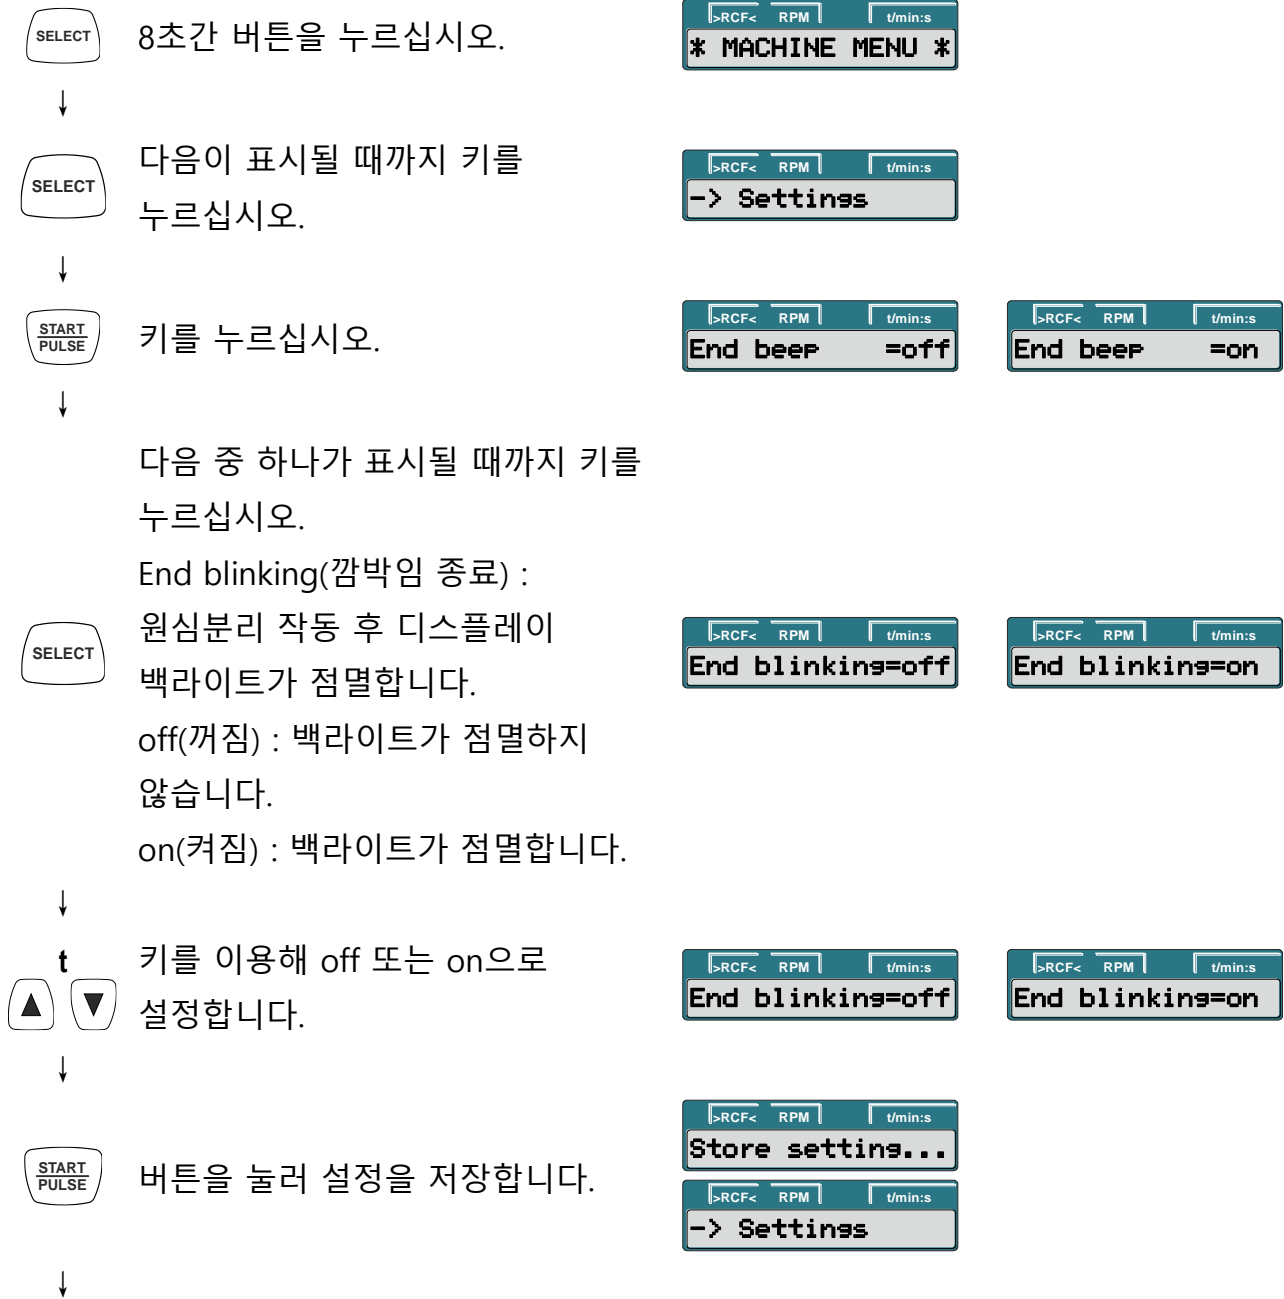 SELECT
8초간 버튼을 누르십시오.
>RCF< RPM t/min:s
* MACHINE MENU *
↓
SELECT
다음이 표시될 때까지 키를
누르십시오.
>RCF< RPM t/min:s
-> Settings
↓
START
PULSE
키를 누르십시오.
>RCF< RPM t/min:s
End beep =off
>RCF< RPM t/min:s
End beep =on
↓
다음 중 하나가 표시될 때까지 키를
누르십시오.
End blinking(깜박임 종료) :
원심분리 작동 후 디스플레이
백라이트가 점멸합니다.
off(꺼짐) : 백라이트가 점멸하지
않습니다.
on(켜짐) : 백라이트가 점멸합니다.
SELECT
>RCF< RPM t/min:s
End blinking=off
>RCF< RPM t/min:s
End blinking=on
↓
t
▲ ▼
키를 이용해 off 또는 on으로
설정합니다.
>RCF< RPM t/min:s
End blinking=off
>RCF< RPM t/min:s
End blinking=on
↓
START
PULSE
버튼을 눌러 설정을 저장합니다.
>RCF< RPM t/min:s
Store setting...
>RCF< RPM t/min:s
-> Settings
↓